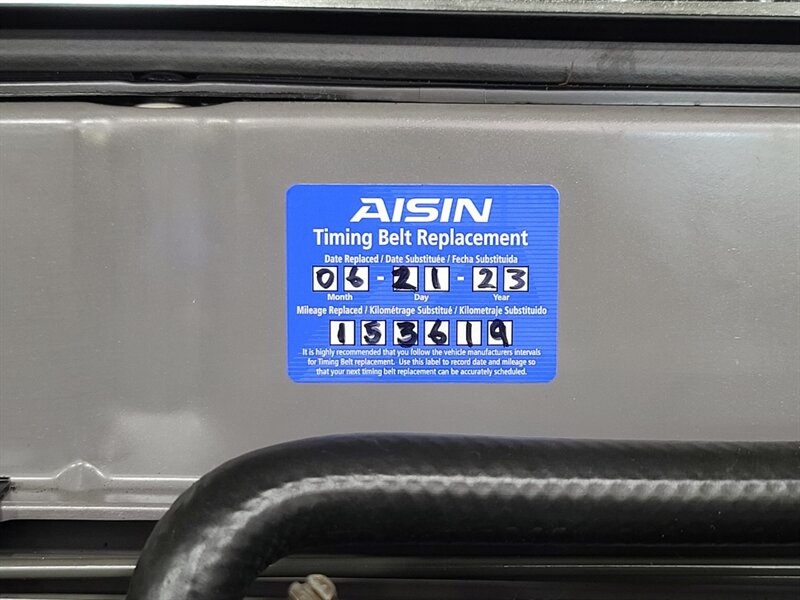 AISIN
Timing Belt Replacement
Date Replaced / Date Substituée / Fecha Substituida
06 - 21 - 23
Month Day Year
Mileage Replaced / Kilométrage Substitué / Kilometraje Substituido
153619
It is highly recommended that you follow the vehicle manufacturers intervals
for Timing Belt replacement. Use this label to record date and mileage so
that your next timing belt replacement can be accurately scheduled.